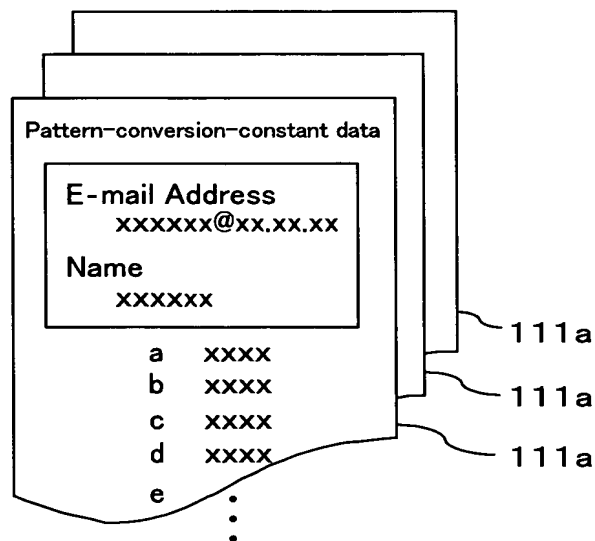 Pattern-conversion-constant data
E-mail Address
xxxxxx@xx.xx.xx
Name
xxxxxx
a xxxx
b xxxx
c xxxx
d xxxx
e
111a
111a
111a